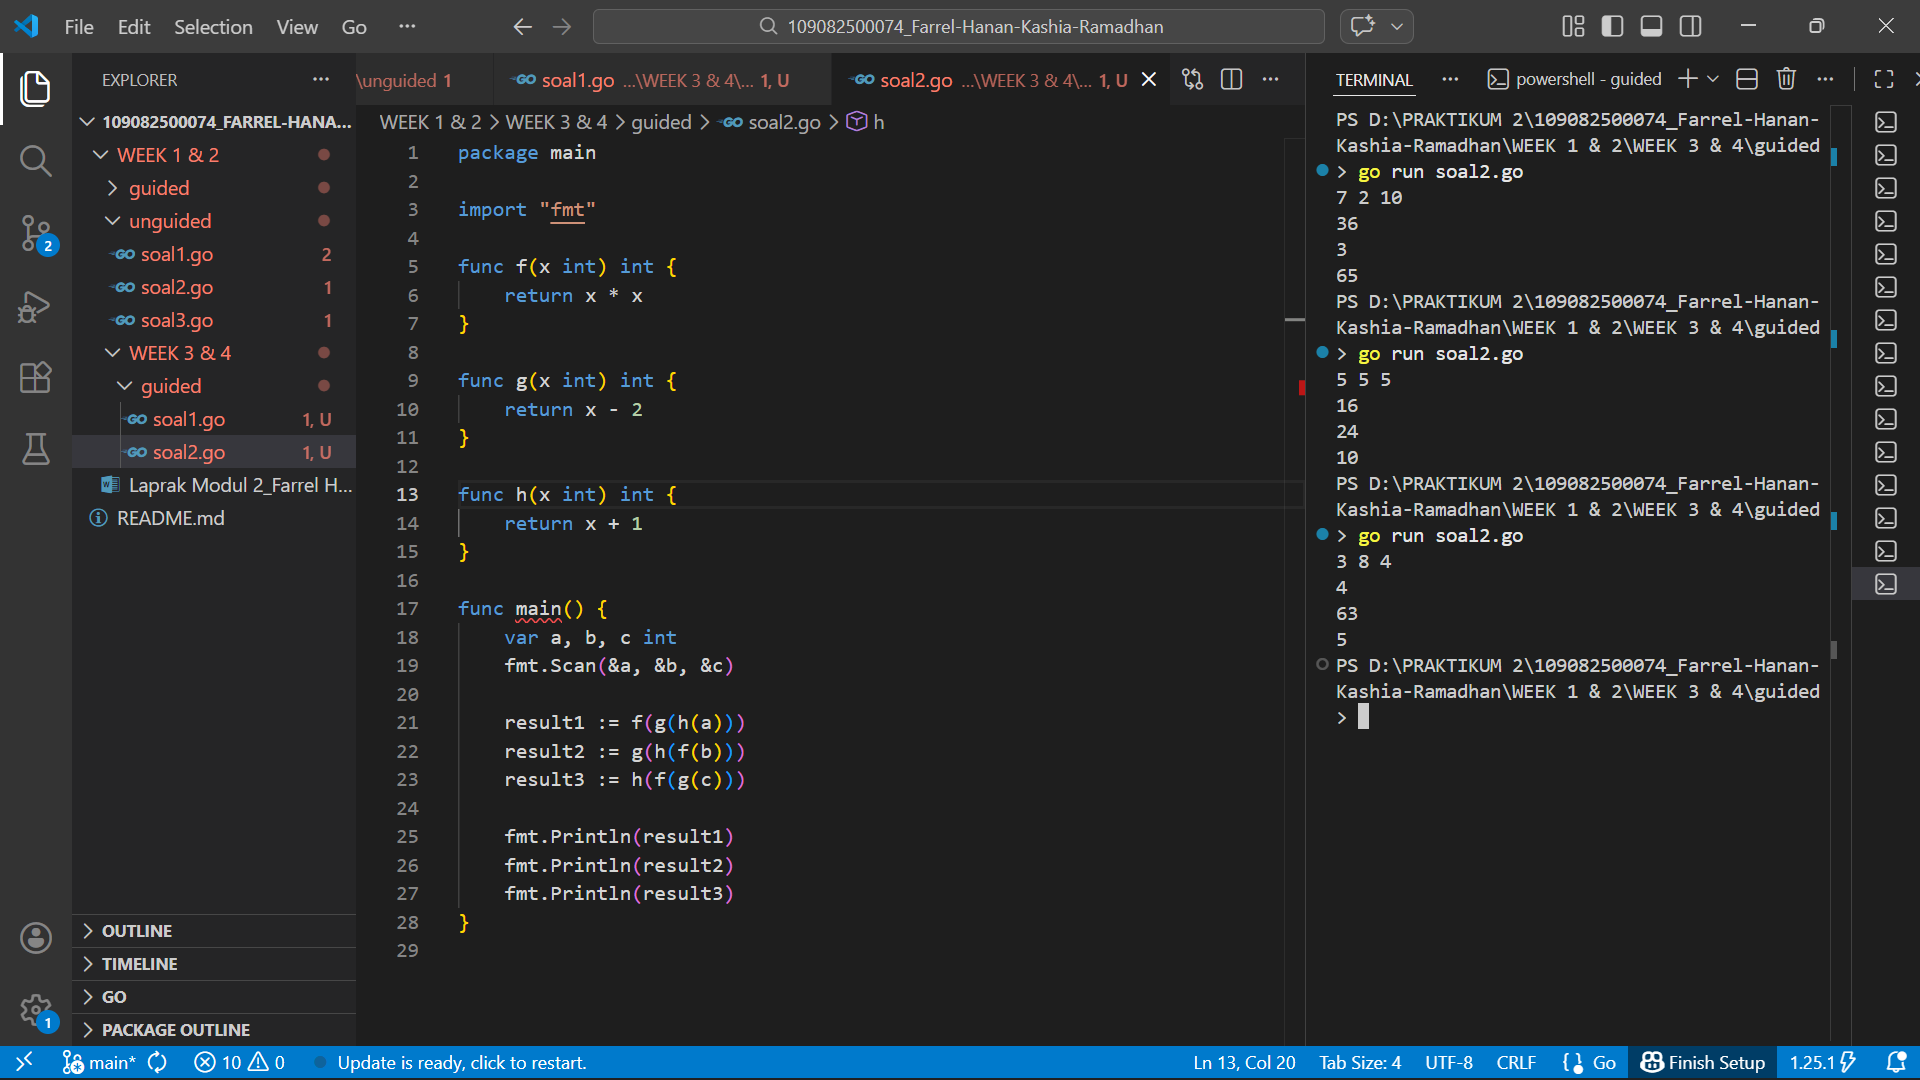 File Edit Selection View Go ···
109082500074_Farrel-Hanan-Kashia-Ramadhan
EXPLORER
109082500074_FARREL-HANA...
WEEK 1 & 2
guided
unguided
soal1.go 2
soal2.go 1
soal3.go 1
WEEK 3 & 4
guided
soal1.go 1, U
soal2.go 1, U
Laprak Modul 2_Farrel H...
README.md
OUTLINE
TIMELINE
GO
PACKAGE OUTLINE
2
1
\unguided 1
soal1.go ...\WEEK 3 & 4\... 1, U
soal2.go ...\WEEK 3 & 4\... 1, U
WEEK 1 & 2 > WEEK 3 & 4 > guided > soal2.go > h
1 package main
2
3 import "fmt"
4
5 func f(x int) int {
6 return x * x
7 }
8
9 func g(x int) int {
10 return x - 2
11 }
12
13 func h(x int) int {
14 return x + 1
15 }
16
17 func main() {
18 var a, b, c int
19 fmt.Scan(&a, &b, &c)
20
21 result1 := f(g(h(a)))
22 result2 := g(h(f(b)))
23 result3 := h(f(g(c)))
24
25 fmt.Println(result1)
26 fmt.Println(result2)
27 fmt.Println(result3)
28 }
29
TERMINAL ··· powershell - guided
PS D:\PRAKTIKUM 2\109082500074_Farrel-Hanan-
Kashia-Ramadhan\WEEK 1 & 2\WEEK 3 & 4\guided
> go run soal2.go
7 2 10
36
3
65
PS D:\PRAKTIKUM 2\109082500074_Farrel-Hanan-
Kashia-Ramadhan\WEEK 1 & 2\WEEK 3 & 4\guided
> go run soal2.go
5 5 5
16
24
10
PS D:\PRAKTIKUM 2\109082500074_Farrel-Hanan-
Kashia-Ramadhan\WEEK 1 & 2\WEEK 3 & 4\guided
> go run soal2.go
3 8 4
4
63
5
PS D:\PRAKTIKUM 2\109082500074_Farrel-Hanan-
Kashia-Ramadhan\WEEK 1 & 2\WEEK 3 & 4\guided
>
main* 10 0 Update is ready, click to restart. Ln 13, Col 20 Tab Size: 4 UTF-8 CRLF {} Go Finish Setup 1.25.1